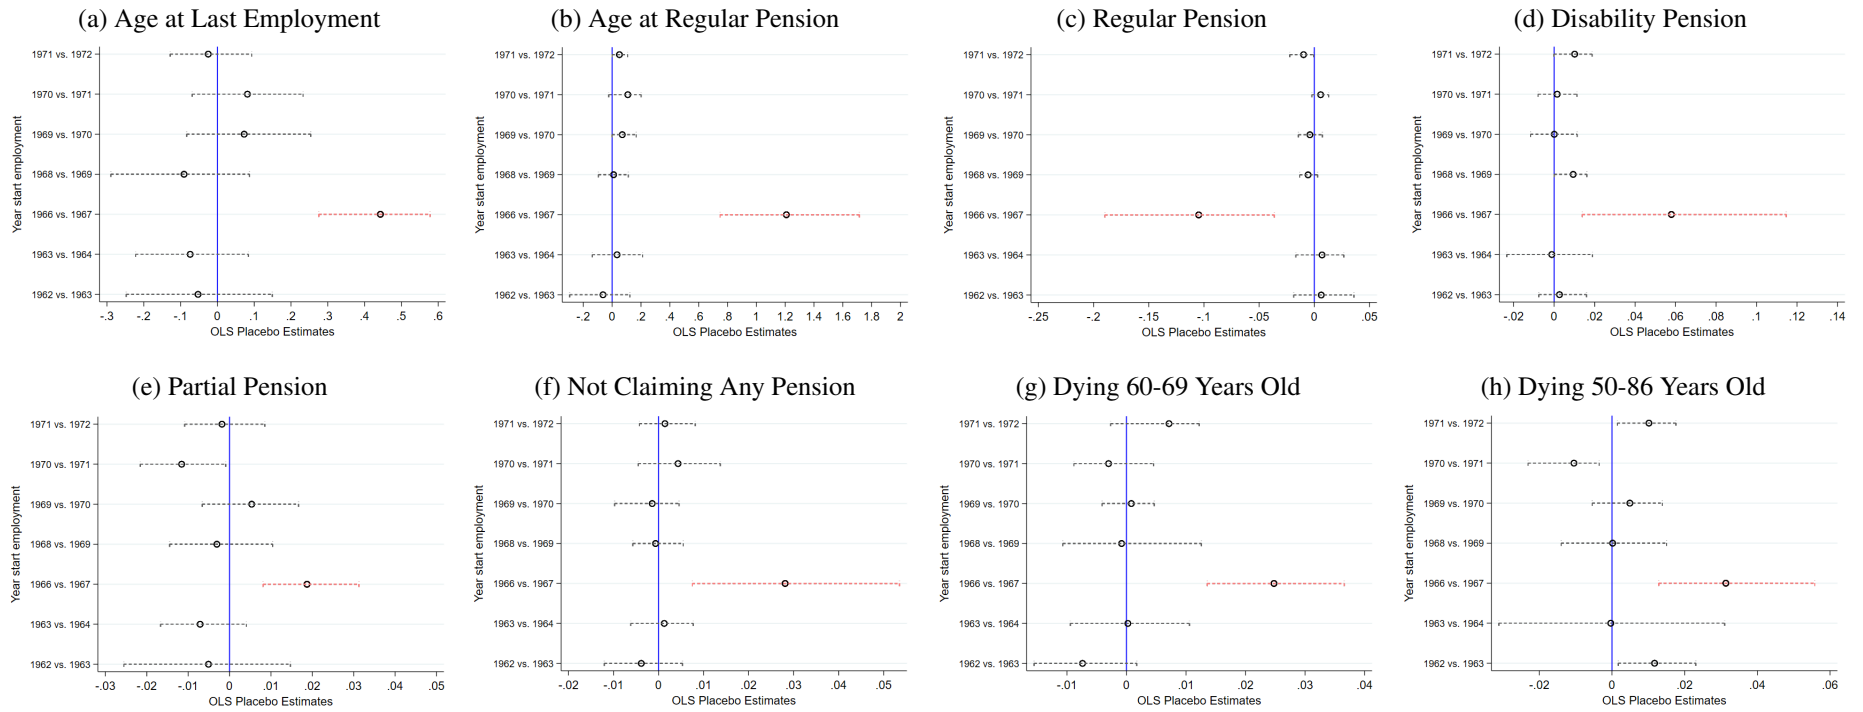 (a) Age at Last Employment
Year start employment
1971 vs. 1972
1970 vs. 1971
1969 vs. 1970
1968 vs. 1969
1966 vs. 1967
1963 vs. 1964
1962 vs. 1963
-.3 -.2 -.1 0 .1 .2 .3 .4 .5 .6
OLS Placebo Estimates
(b) Age at Regular Pension
Year start employment
1971 vs. 1972
1970 vs. 1971
1969 vs. 1970
1968 vs. 1969
1966 vs. 1967
1963 vs. 1964
1962 vs. 1963
-.2 0 .2 .4 .6 .8 1 1.2 1.4 1.6 1.8 2
OLS Placebo Estimates
(c) Regular Pension
Year start employment
1971 vs. 1972
1970 vs. 1971
1969 vs. 1970
1968 vs. 1969
1966 vs. 1967
1963 vs. 1964
1962 vs. 1963
-.25 -.2 -.15 -.1 -.05 0 .05
OLS Placebo Estimates
(d) Disability Pension
Year start employment
1971 vs. 1972
1970 vs. 1971
1969 vs. 1970
1968 vs. 1969
1966 vs. 1967
1963 vs. 1964
1962 vs. 1963
-.02 0 .02 .04 .06 .08 .1 .12 .14
OLS Placebo Estimates
(e) Partial Pension
Year start employment
1971 vs. 1972
1970 vs. 1971
1969 vs. 1970
1968 vs. 1969
1966 vs. 1967
1963 vs. 1964
1962 vs. 1963
-.03 -.02 -.01 0 .01 .02 .03 .04 .05
OLS Placebo Estimates
(f) Not Claiming Any Pension
Year start employment
1971 vs. 1972
1970 vs. 1971
1969 vs. 1970
1968 vs. 1969
1966 vs. 1967
1963 vs. 1964
1962 vs. 1963
-.02 -.01 0 .01 .02 .03 .04 .05
OLS Placebo Estimates
(g) Dying 60-69 Years Old
Year start employment
1971 vs. 1972
1970 vs. 1971
1969 vs. 1970
1968 vs. 1969
1966 vs. 1967
1963 vs. 1964
1962 vs. 1963
-.01 0 .01 .02 .03 .04
OLS Placebo Estimates
(h) Dying 50-86 Years Old
Year start employment
1971 vs. 1972
1970 vs. 1971
1969 vs. 1970
1968 vs. 1969
1966 vs. 1967
1963 vs. 1964
1962 vs. 1963
-.02 0 .02 .04 .06
OLS Placebo Estimates